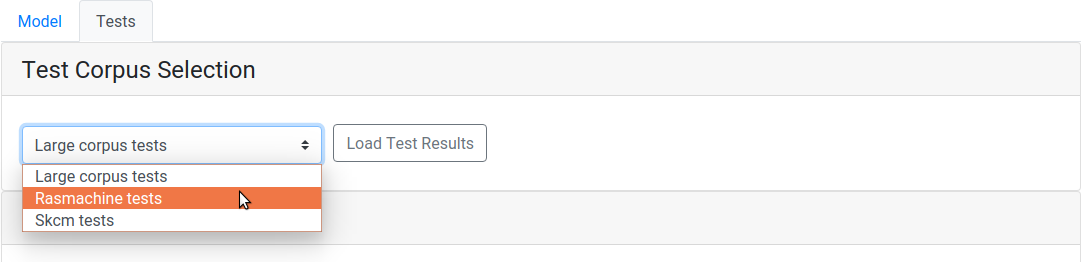 Model Tests
Test Corpus Selection
Large corpus tests Load Test Results
Large corpus tests
Rasmachine tests
Skcm tests